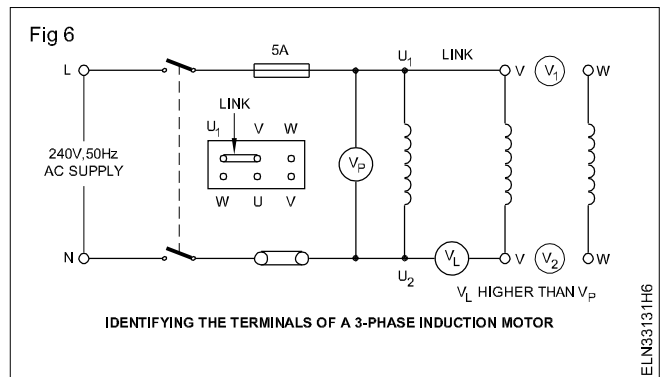 Fig 6
5A
L
U1
LINK
V
V1
W
LINK
U1 V W
240V,50Hz
AC SUPPLY
VP
W U V
N
U2
VL
V
V2
W
VL HIGHER THAN VP
IDENTIFYING THE TERMINALS OF A 3-PHASE INDUCTION MOTOR
ELN33131H6